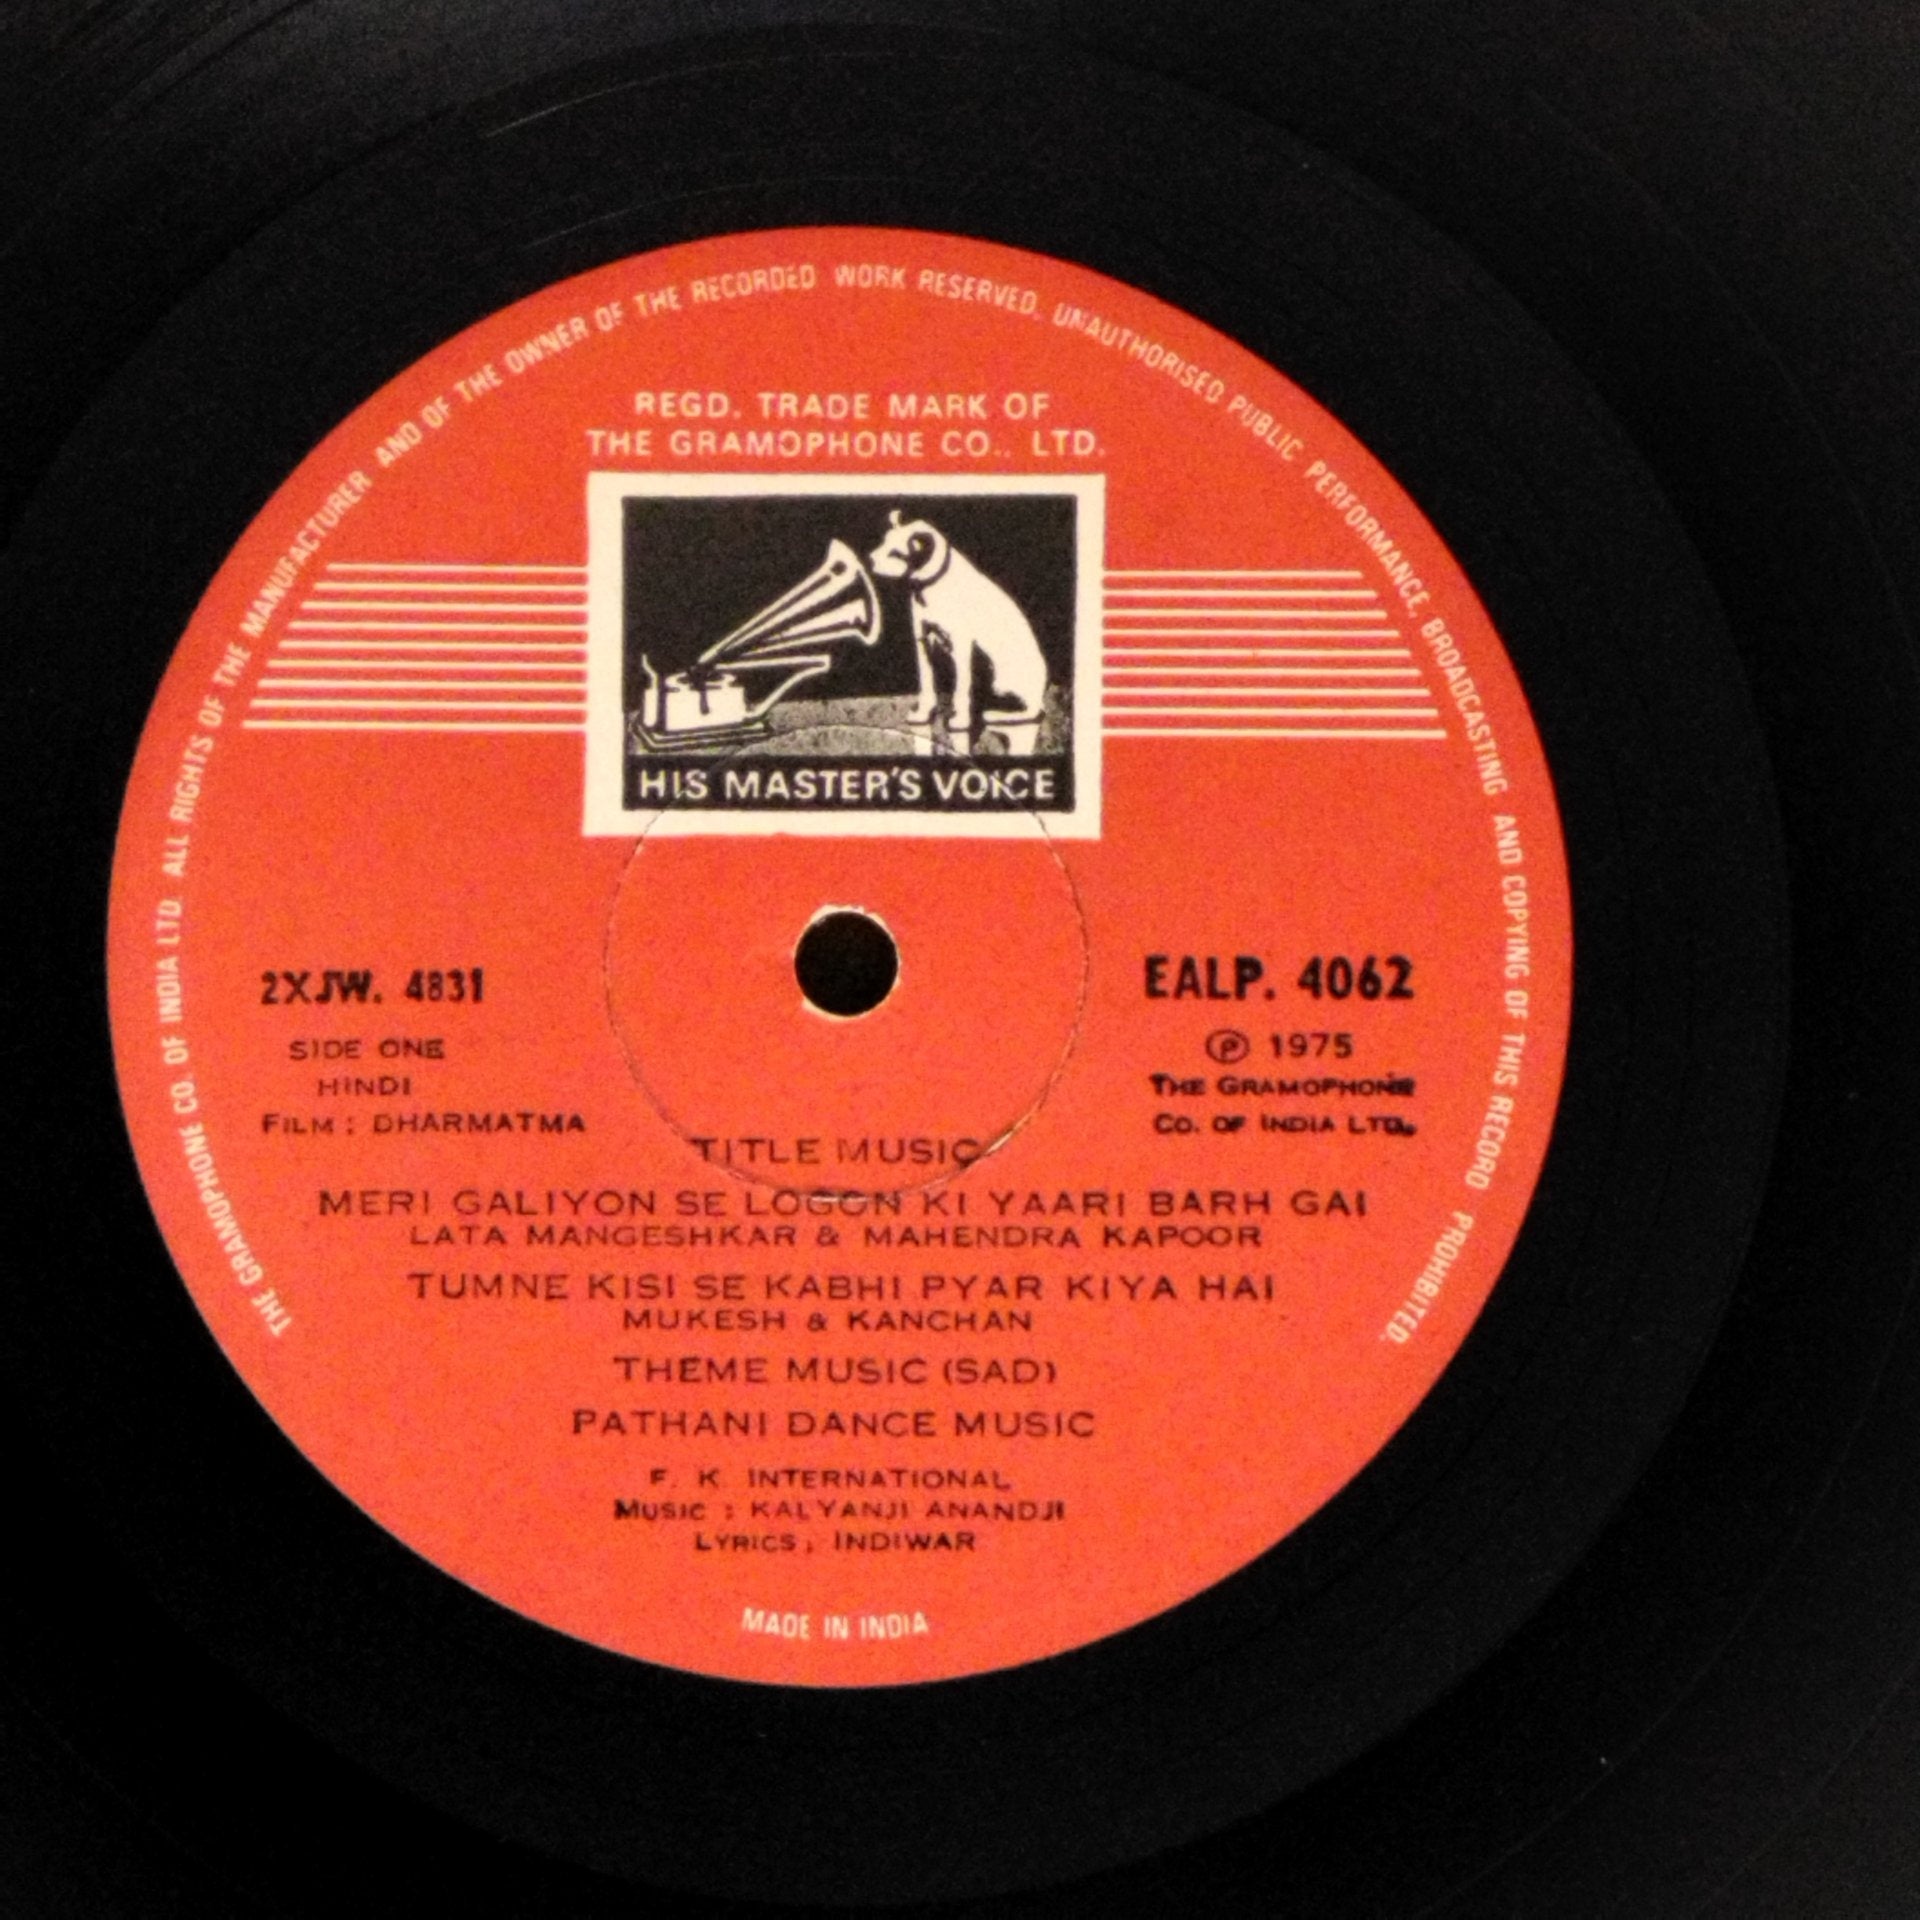 THE GRAMOPHONE CO. OF INDIA LTD. ALL RIGHTS OF THE MANUFACTURER AND OF THE OWNER OF THE RECORDED WORK RESERVED. UNAUTHORISED PUBLIC PERFORMANCE, BROADCASTING AND COPYING OF THIS RECORD PROHIBITED.
REGD. TRADE MARK OF
THE GRAMOPHONE CO., LTD.
HIS MASTER'S VOICE
2XJW. 4831
SIDE ONE
HINDI
FILM : DHARMATMA
EALP. 4062
℗ 1975
THE GRAMOPHONE
CO. OF INDIA LTD.
TITLE MUSIC
MERI GALIYON SE LOGON KI YAARI BARH GAI
LATA MANGESHKAR & MAHENDRA KAPOOR
TUMNE KISI SE KABHI PYAR KIYA HAI
MUKESH & KANCHAN
THEME MUSIC (SAD)
PATHANI DANCE MUSIC
F. K. INTERNATIONAL
MUSIC : KALYANJI ANANDJI
LYRICS : INDIWAR
MADE IN INDIA